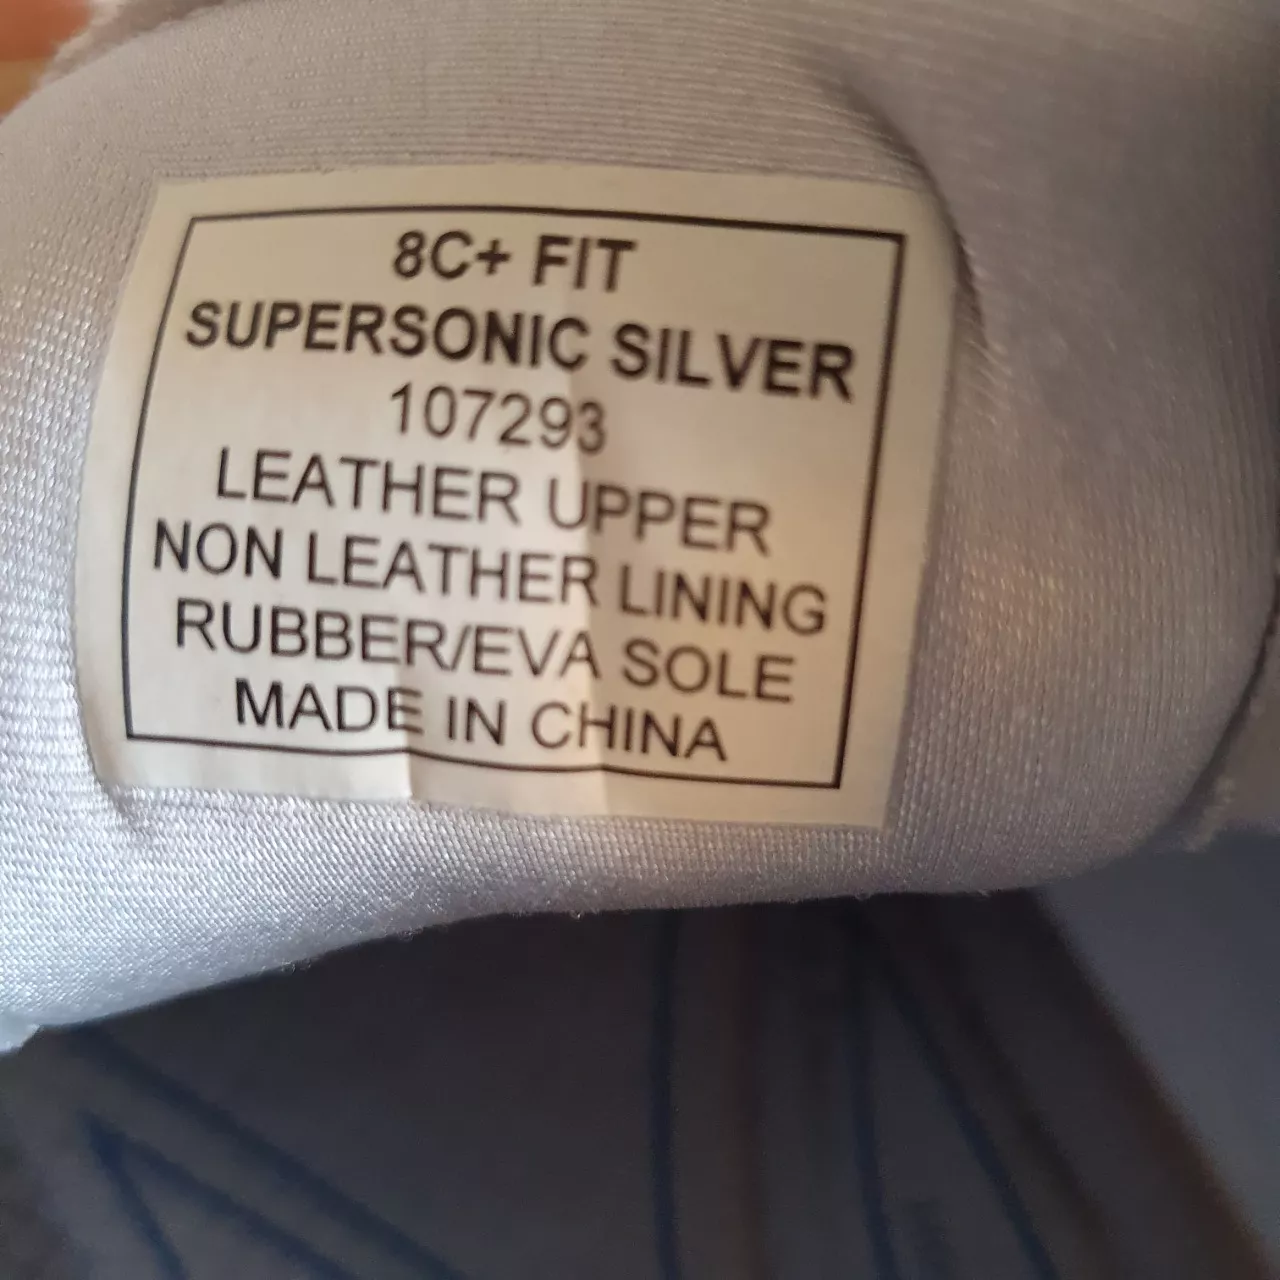 8C+ FIT
SUPERSONIC SILVER
107293
LEATHER UPPER
NON LEATHER LINING
RUBBER/EVA SOLE
MADE IN CHINA